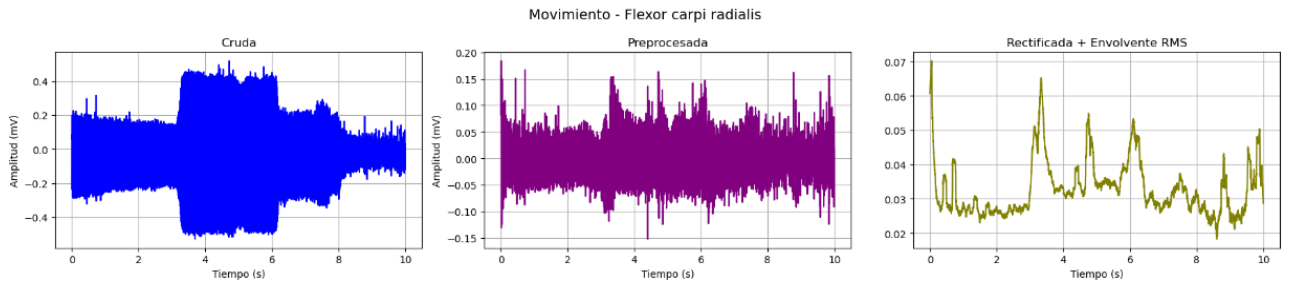 Movimiento - Flexor carpi radialis
Cruda
Amplitud (mV)
0.4
0.2
0.0
−0.2
−0.4
0 2 4 6 8 10
Tiempo (s)
Preprocesada
Amplitud (mV)
0.20
0.15
0.10
0.05
0.00
−0.05
−0.10
−0.15
0 2 4 6 8 10
Tiempo (s)
Rectificada + Envolvente RMS
0.07
0.06
0.05
0.04
0.03
0.02
0 2 4 6 8 10
Tiempo (s)